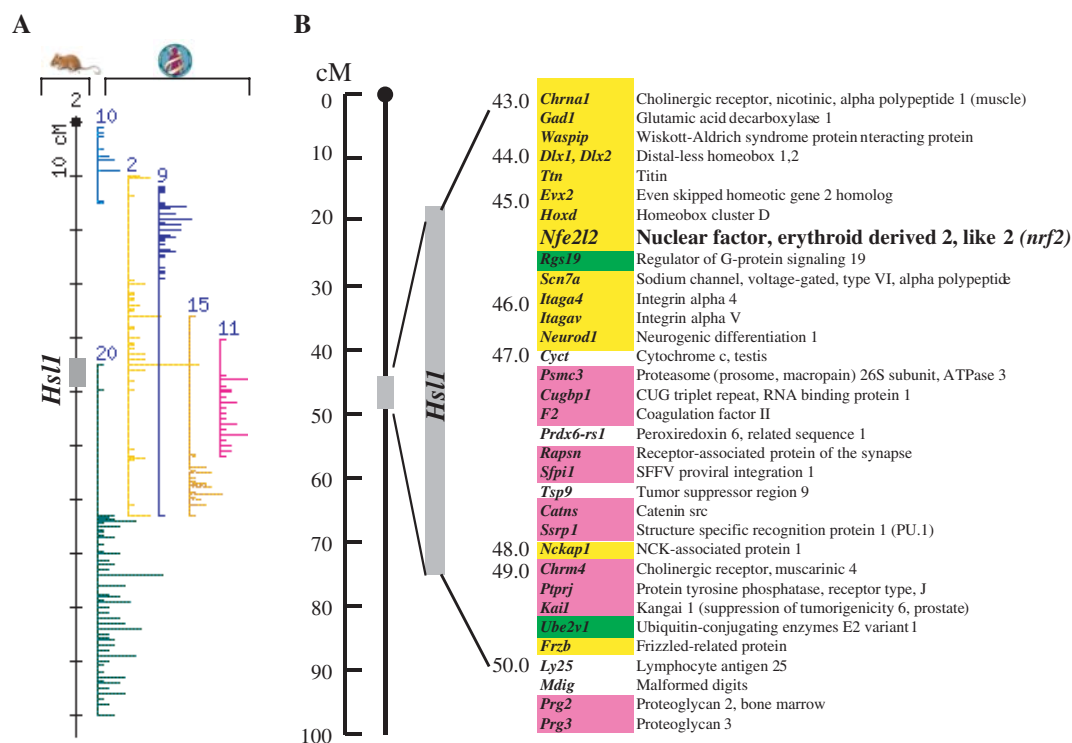 A
B
2
10 cM
10
2
9
15
11
20
Hsl1
cM
0
10
20
30
40
50
60
70
80
90
100
Hsl1
43.0 Chrna1 Cholinergic receptor, nicotinic, alpha polypeptide 1 (muscle)
Gad1 Glutamic acid decarboxylase 1
Waspip Wiskott-Aldrich syndrome protein nteracting protein
44.0 Dlx1, Dlx2 Distal-less homeobox 1,2
Ttn Titin
45.0 Evx2 Even skipped homeotic gene 2 homolog
Hoxd Homeobox cluster D
Nfe2l2 Nuclear factor, erythroid derived 2, like 2 (nrf2)
Rgs19 Regulator of G-protein signaling 19
Scn7a Sodium channel, voltage-gated, type VI, alpha polypeptide
46.0 Itaga4 Integrin alpha 4
Itagav Integrin alpha V
Neurod1 Neurogenic differentiation 1
47.0 Cyct Cytochrome c, testis
Psmc3 Proteasome (prosome, macropain) 26S subunit, ATPase 3
Cugbp1 CUG triplet repeat, RNA binding protein 1
F2 Coagulation factor II
Prdx6-rs1 Peroxiredoxin 6, related sequence 1
Rapsn Receptor-associated protein of the synapse
Sfpi1 SFFV proviral integration 1
Tsp9 Tumor suppressor region 9
Catns Catenin src
Ssrp1 Structure specific recognition protein 1 (PU.1)
48.0 Nckap1 NCK-associated protein 1
49.0 Chrm4 Cholinergic receptor, muscarinic 4
Ptprj Protein tyrosine phosphatase, receptor type, J
Kai1 Kangai 1 (suppression of tumorigenicity 6, prostate)
Ube2v1 Ubiquitin-conjugating enzymes E2 variant 1
Frzb Frizzled-related protein
50.0 Ly25 Lymphocyte antigen 25
Mdig Malformed digits
Prg2 Proteoglycan 2, bone marrow
Prg3 Proteoglycan 3